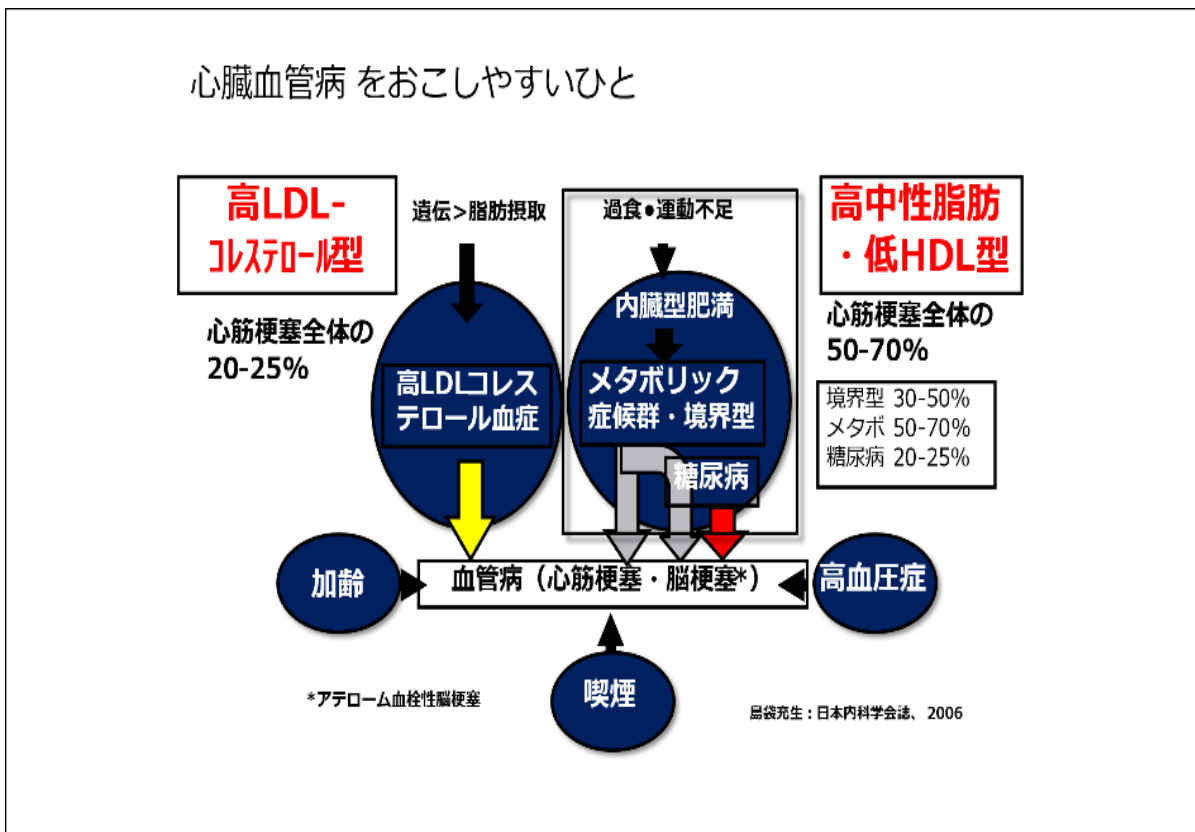 心臓血管病 をおこしやすいひと
高LDL-
コレステロール型
遺伝>脂肪摂取
過食●運動不足
高中性脂肪
・低HDL型
心筋梗塞全体の
20-25%
内臓型肥満
心筋梗塞全体の
50-70%
高LDLコレス
テロール血症
メタボリック
症候群・境界型
境界型 30-50%
メタボ 50-70%
糖尿病 20-25%
糖尿病
加齢
血管病（心筋梗塞・脳梗塞*）
高血圧症
喫煙
*アテローム血栓性脳梗塞
島袋充生：日本内科学会誌、2006